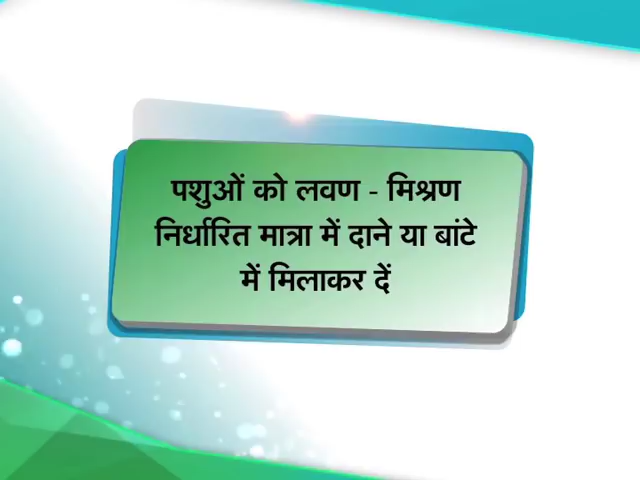 पशुओं को लवण - मिश्रण
निर्धारित मात्रा में दाने या बांटे
में मिलाकर दें